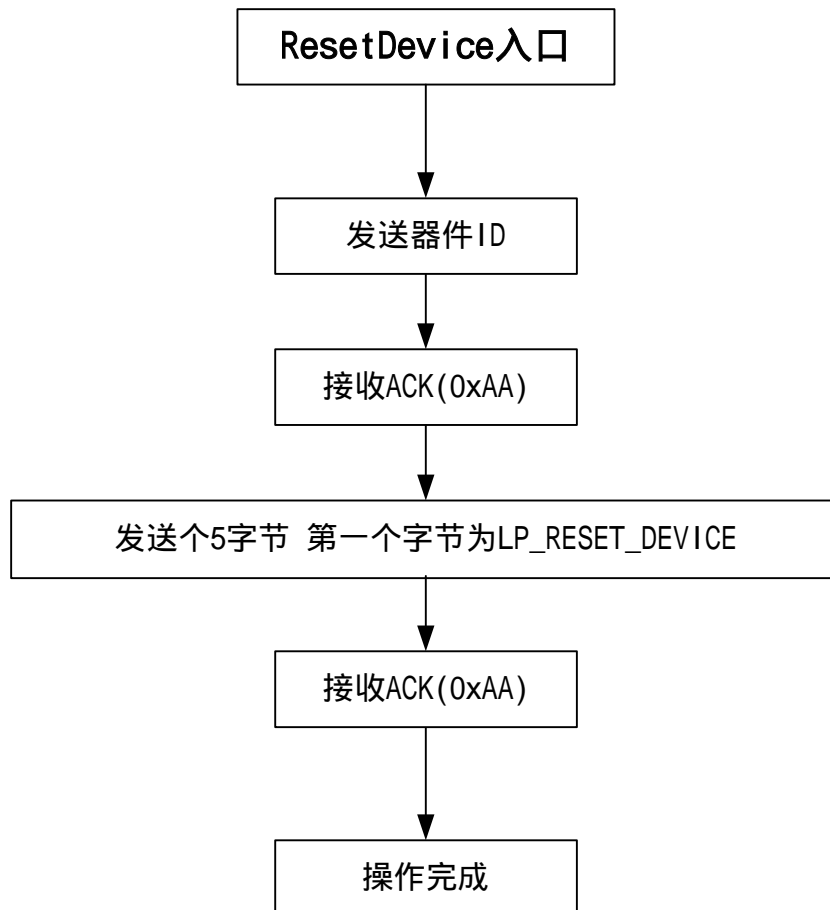 ResetDevice入口
发送器件ID
接收ACK(0xAA)
发送个5字节 第一个字节为LP_RESET_DEVICE
接收ACK(0xAA)
操作完成